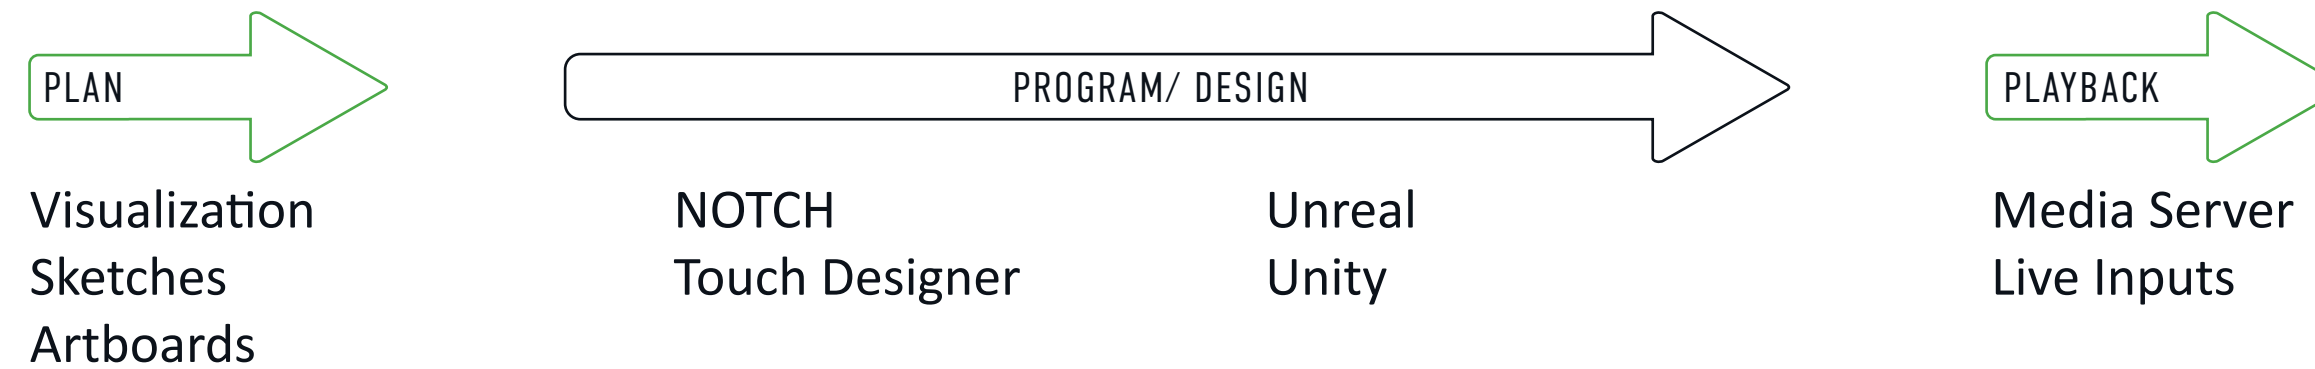 PLAN
PROGRAM/ DESIGN
PLAYBACK
Visualization
Sketches
Artboards
NOTCH
Touch Designer
Unreal
Unity
Media Server
Live Inputs